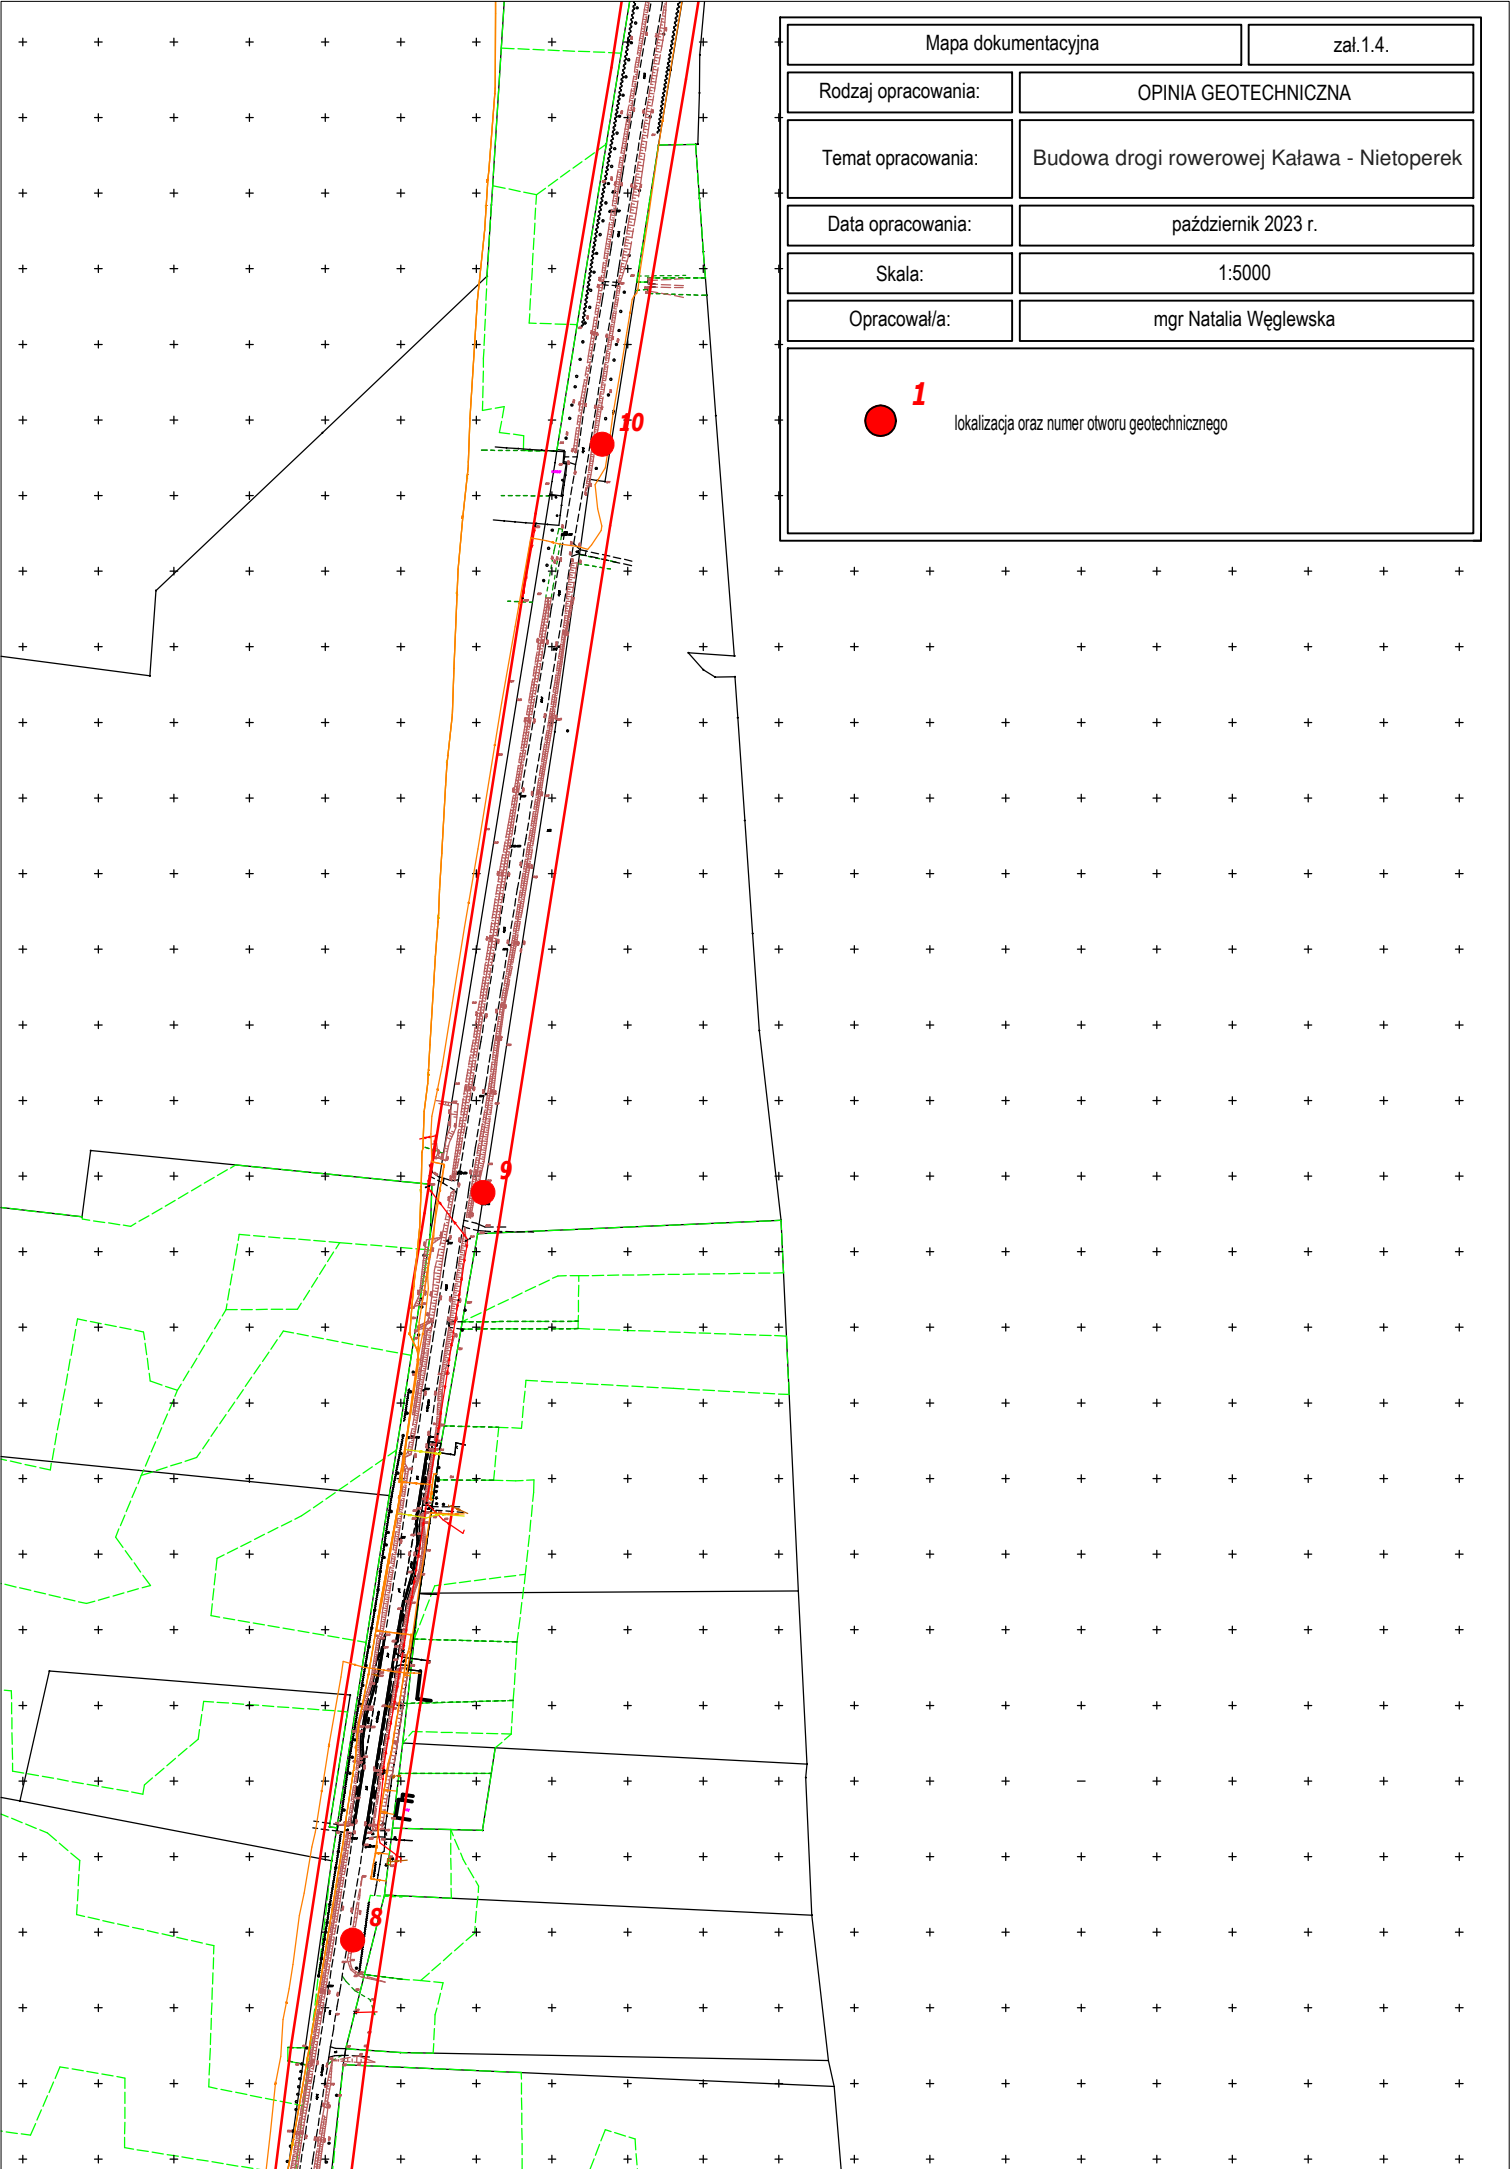 Mapa dokumentacyjna
zał.1.4.
Rodzaj opracowania:
OPINIA GEOTECHNICZNA
Temat opracowania:
Budowa drogi rowerowej Kaława - Nietoperek
Data opracowania:
październik 2023 r.
Skala:
1:5000
Opracował/a:
mgr Natalia Węglewska
1
lokalizacja oraz numer otworu geotechnicznego
10
9
8